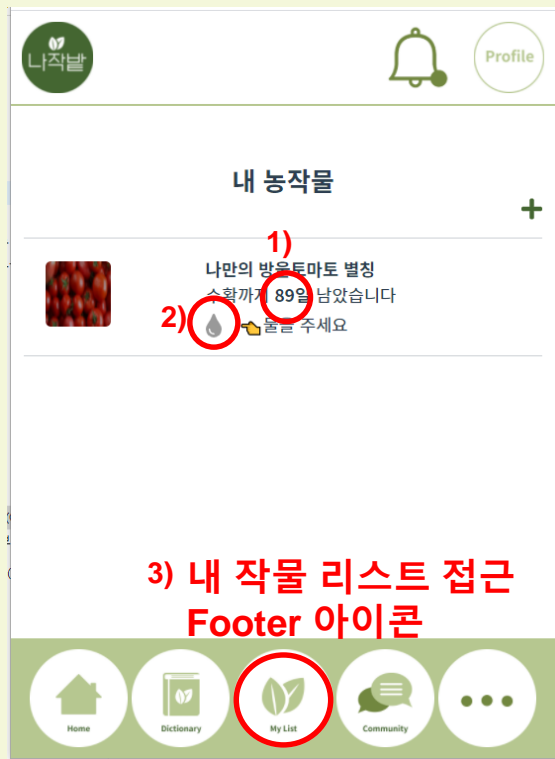 나작밭
Profile
내 농작물
1)
나만의 방울토마토 별칭
수확까지 89일 남았습니다
2)
물을 주세요
3) 내 작물 리스트 접근
Footer 아이콘
Home
Dictionary
My List
Community